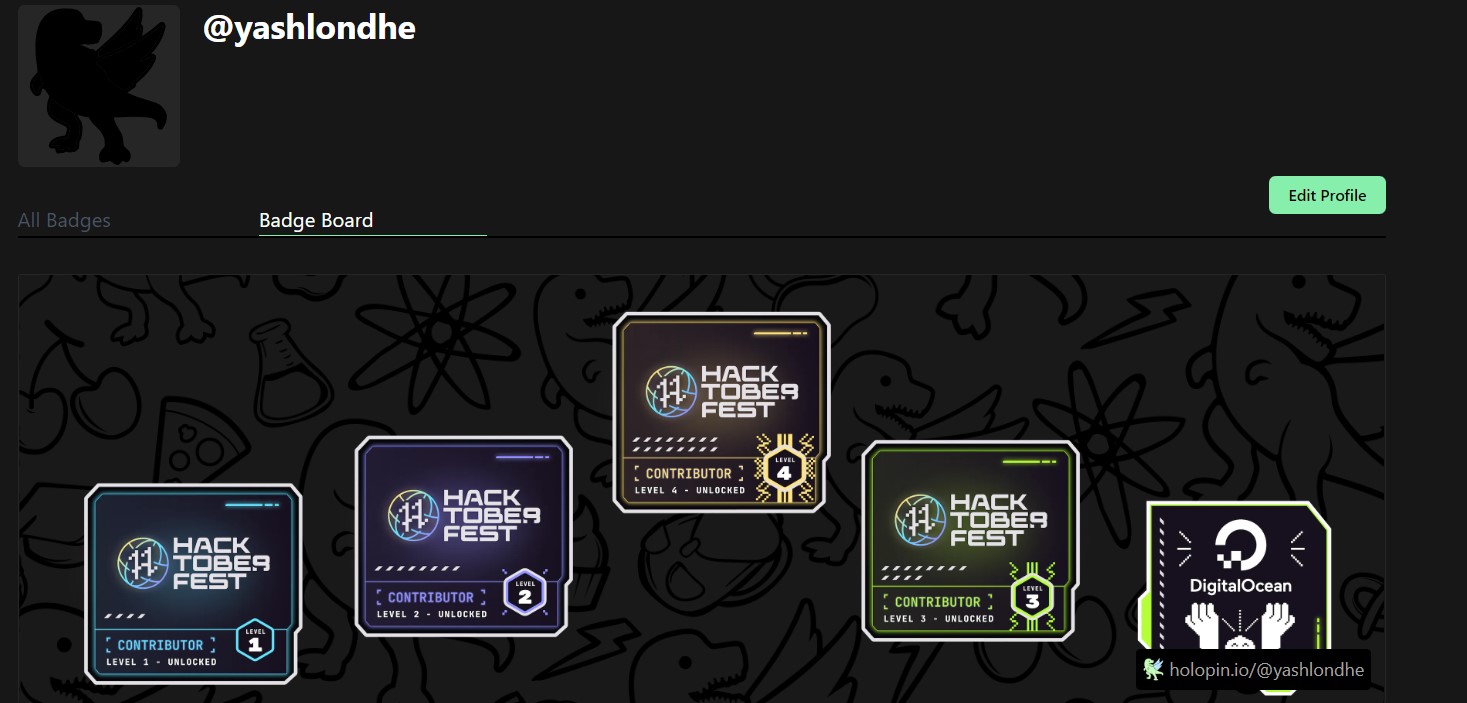 @yashlondhe
Edit Profile
All Badges
Badge Board
HACK
TOBER
FEST
CONTRIBUTOR
LEVEL 1 - UNLOCKED
LEVEL
1
HACK
TOBER
FEST
CONTRIBUTOR
LEVEL 2 - UNLOCKED
LEVEL
2
HACK
TOBER
FEST
CONTRIBUTOR
LEVEL 4 - UNLOCKED
LEVEL
4
HACK
TOBER
FEST
CONTRIBUTOR
LEVEL 3 - UNLOCKED
LEVEL
3
DigitalOcean
holopin.io/@yashlondhe